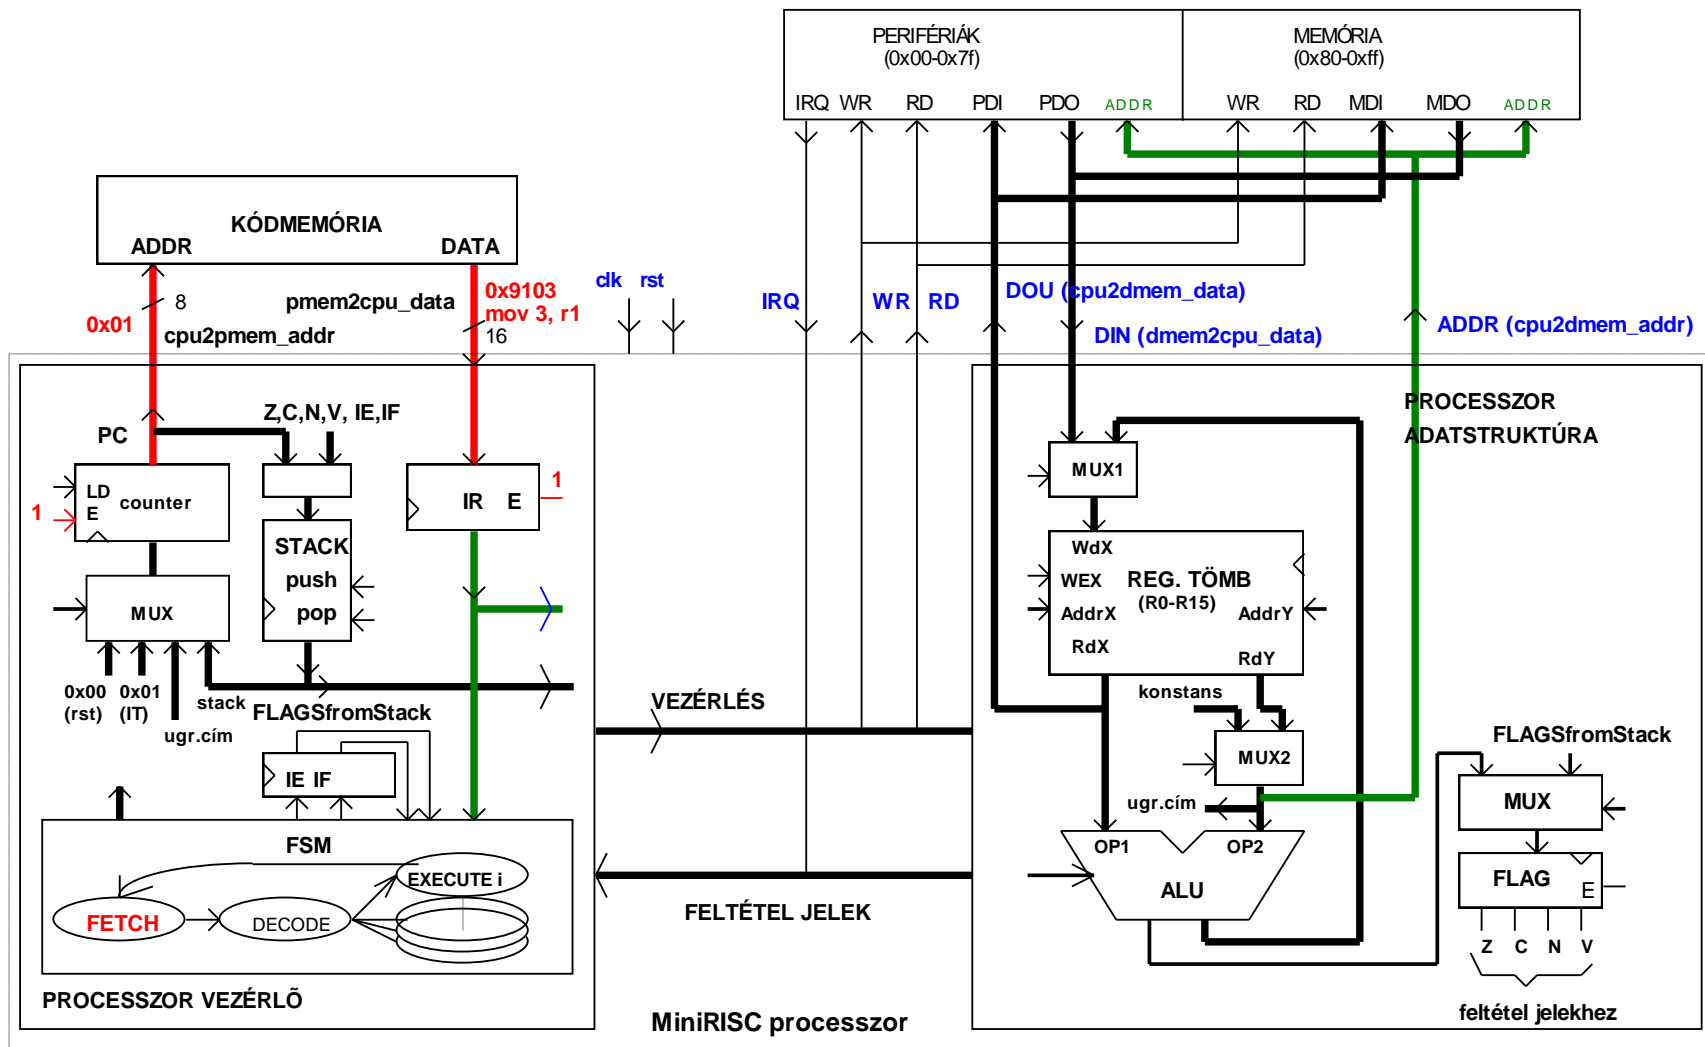 PERIFÉRIÁK
(0x00-0x7f)
MEMÓRIA
(0x80-0xff)
IRQ WR RD PDI PDO ADDR
WR RD MDI MDO ADDR
KÓDMEMÓRIA
ADDR DATA
0x01
8
cpu2pmem_addr
pmem2cpu_data
0x9103
mov 3, r1
16
clk rst
IRQ
WR RD
DOU (cpu2dmem_data)
DIN (dmem2cpu_data)
ADDR (cpu2dmem_addr)
PC
Z,C,N,V, IE,IF
LD
E
counter
1
IR E
1
STACK
push
pop
MUX
0x00
(rst)
0x01
(IT)
ugr.cím
stack
FLAGSfromStack
IE IF
FSM
FETCH
DECODE
EXECUTE i
PROCESSZOR VEZÉRLÕ
VEZÉRLÉS
FELTÉTEL JELEK
MiniRISC processzor
PROCESSZOR
ADATSTRUKTÚRA
MUX1
WdX
WEX
REG. TÖMB
(R0-R15)
AddrX
AddrY
RdX
RdY
konstans
MUX2
ugr.cím
OP1 OP2
ALU
FLAGSfromStack
MUX
FLAG
E
Z C N V
feltétel jelekhez